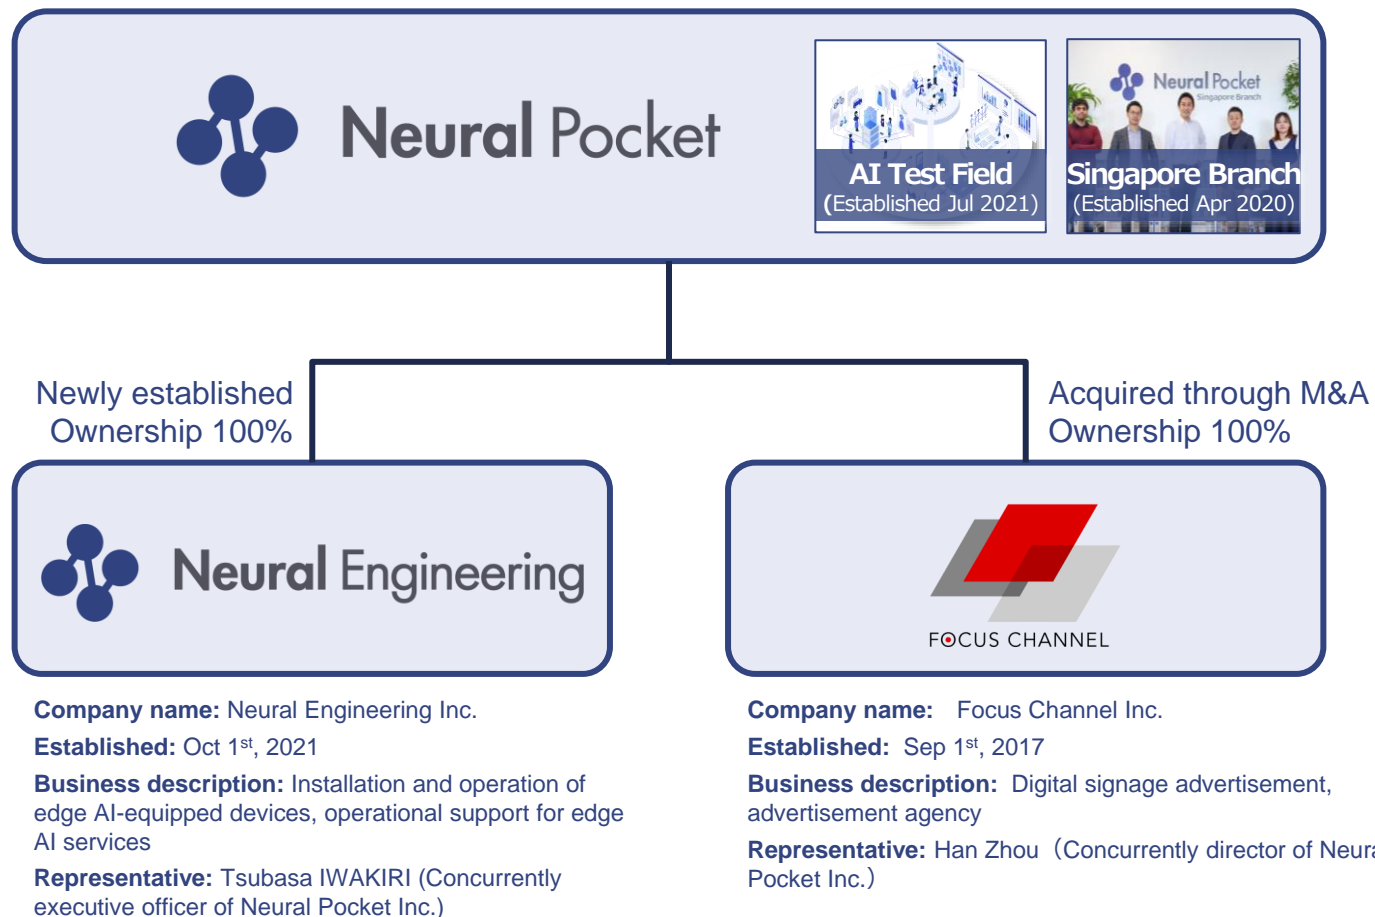 Neural Pocket
AI Test Field
(Established Jul 2021)
Neural Pocket
Singapore Branch
Singapore Branch
(Established Apr 2020)
Newly established
Ownership 100%
Acquired through M&A
Ownership 100%
Neural Engineering
FOCUS CHANNEL
Company name: Neural Engineering Inc.
Established: Oct 1st, 2021
Business description: Installation and operation of
edge AI-equipped devices, operational support for edge
AI services
Representative: Tsubasa IWAKIRI (Concurrently
executive officer of Neural Pocket Inc.)
Company name: Focus Channel Inc.
Established: Sep 1st, 2017
Business description: Digital signage advertisement,
advertisement agency
Representative: Han Zhou（Concurrently director of Neura
Pocket Inc.）